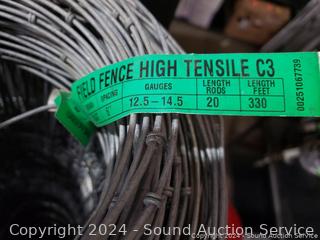 FIELD FENCE HIGH TENSILE C3
SPACING GAUGES LENGTH RODS LENGTH FEET
12.5 - 14.5 20 330
00251067739
Copyright 2024 - Sound Auction Service